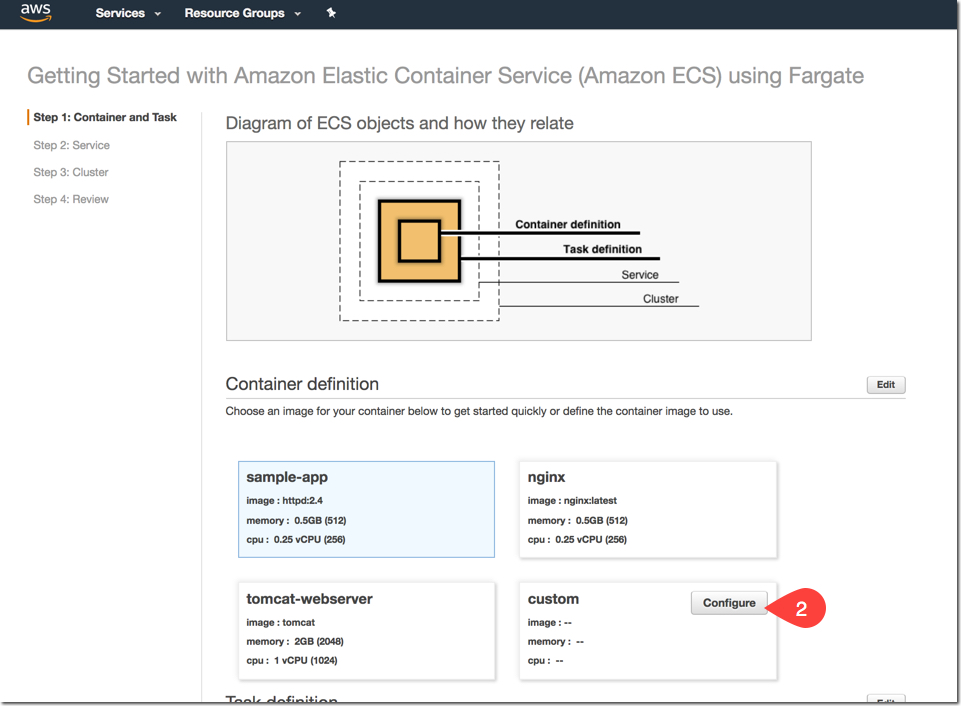 aws Services Resource Groups
Getting Started with Amazon Elastic Container Service (Amazon ECS) using Fargate
Step 1: Container and Task
Step 2: Service
Step 3: Cluster
Step 4: Review
Diagram of ECS objects and how they relate
Container definition
Task definition
Service
Cluster
Container definition
Edit
Choose an image for your container below to get started quickly or define the container image to use.
sample-app
image : httpd:2.4
memory : 0.5GB (512)
cpu : 0.25 vCPU (256)
nginx
image : nginx:latest
memory : 0.5GB (512)
cpu : 0.25 vCPU (256)
tomcat-webserver
image : tomcat
memory : 2GB (2048)
cpu : 1 vCPU (1024)
custom
Configure
2
image : --
memory : --
cpu : --
Task definition
Edit